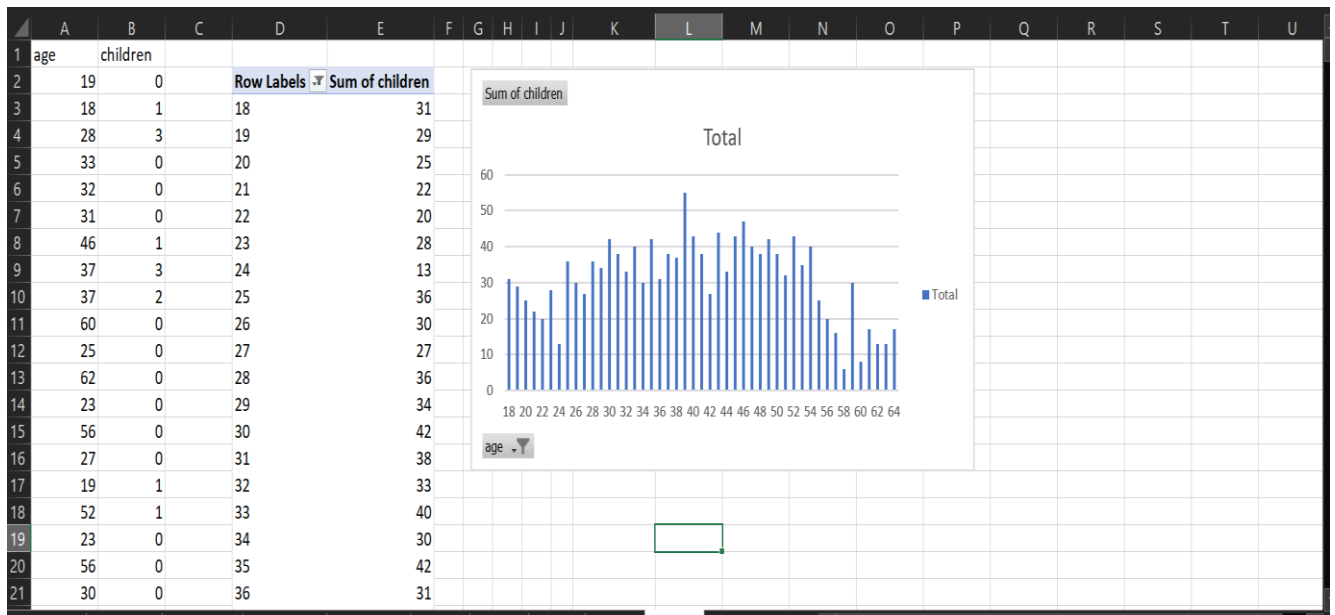 A B C D E F G H I J K L M N O P Q R S T U
1 age children
2 19 0 Row Labels Sum of children
3 18 1 18 31
4 28 3 19 29
5 33 0 20 25
6 32 0 21 22
7 31 0 22 20
8 46 1 23 28
9 37 3 24 13
10 37 2 25 36
11 60 0 26 30
12 25 0 27 27
13 62 0 28 36
14 23 0 29 34
15 56 0 30 42
16 27 0 31 38
17 19 1 32 33
18 52 1 33 40
19 23 0 34 30
20 56 0 35 42
21 30 0 36 31
Sum of children
Total
60
50
40
30
20
10
0
18 20 22 24 26 28 30 32 34 36 38 40 42 44 46 48 50 52 54 56 58 60 62 64
Total
age